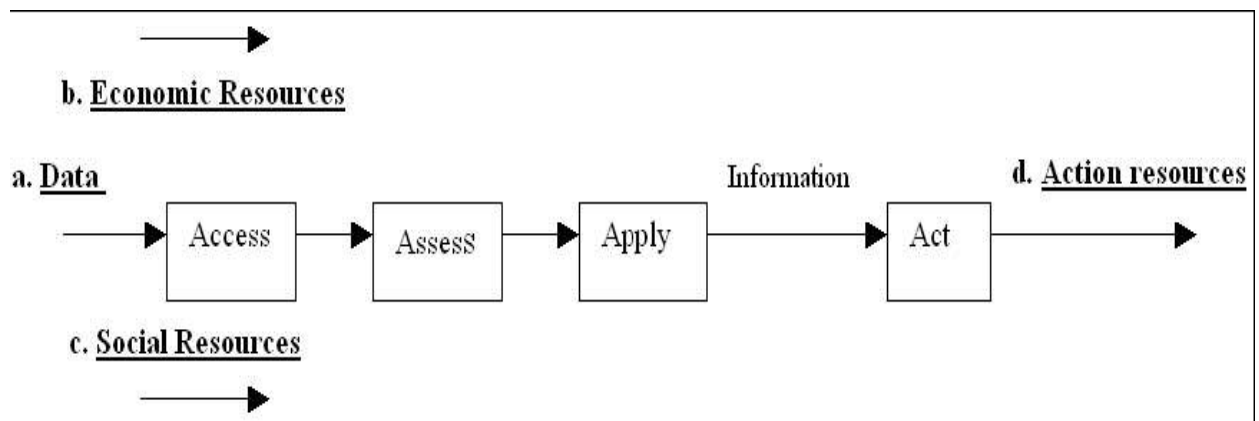 b. Economic Resources
a. Data
Information
d. Action resources
Access
AssesS
Apply
Act
c. Social Resources